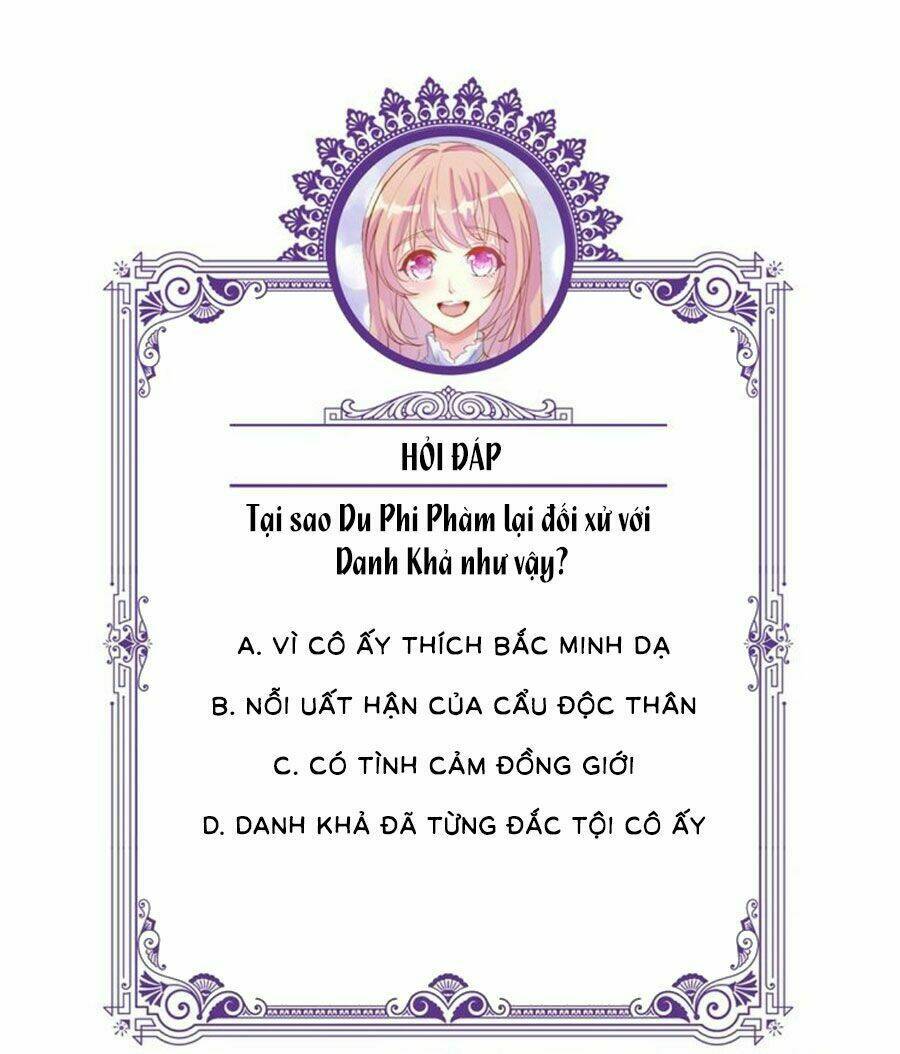 HỎI ĐÁP
Tại sao Du Phi Phàm lại đối xử với
Danh Khả như vậy?
A. VÌ CÔ ẤY THÍCH BẮC MINH DẠ
B. NỖI UẤT HẬN CỦA CẨU ĐỘC THÂN
C. CÓ TÌNH CẢM ĐỒNG GIỚI
D. DANH KHẢ ĐÃ TỪNG ĐẮC TỘI CÔ ẤY